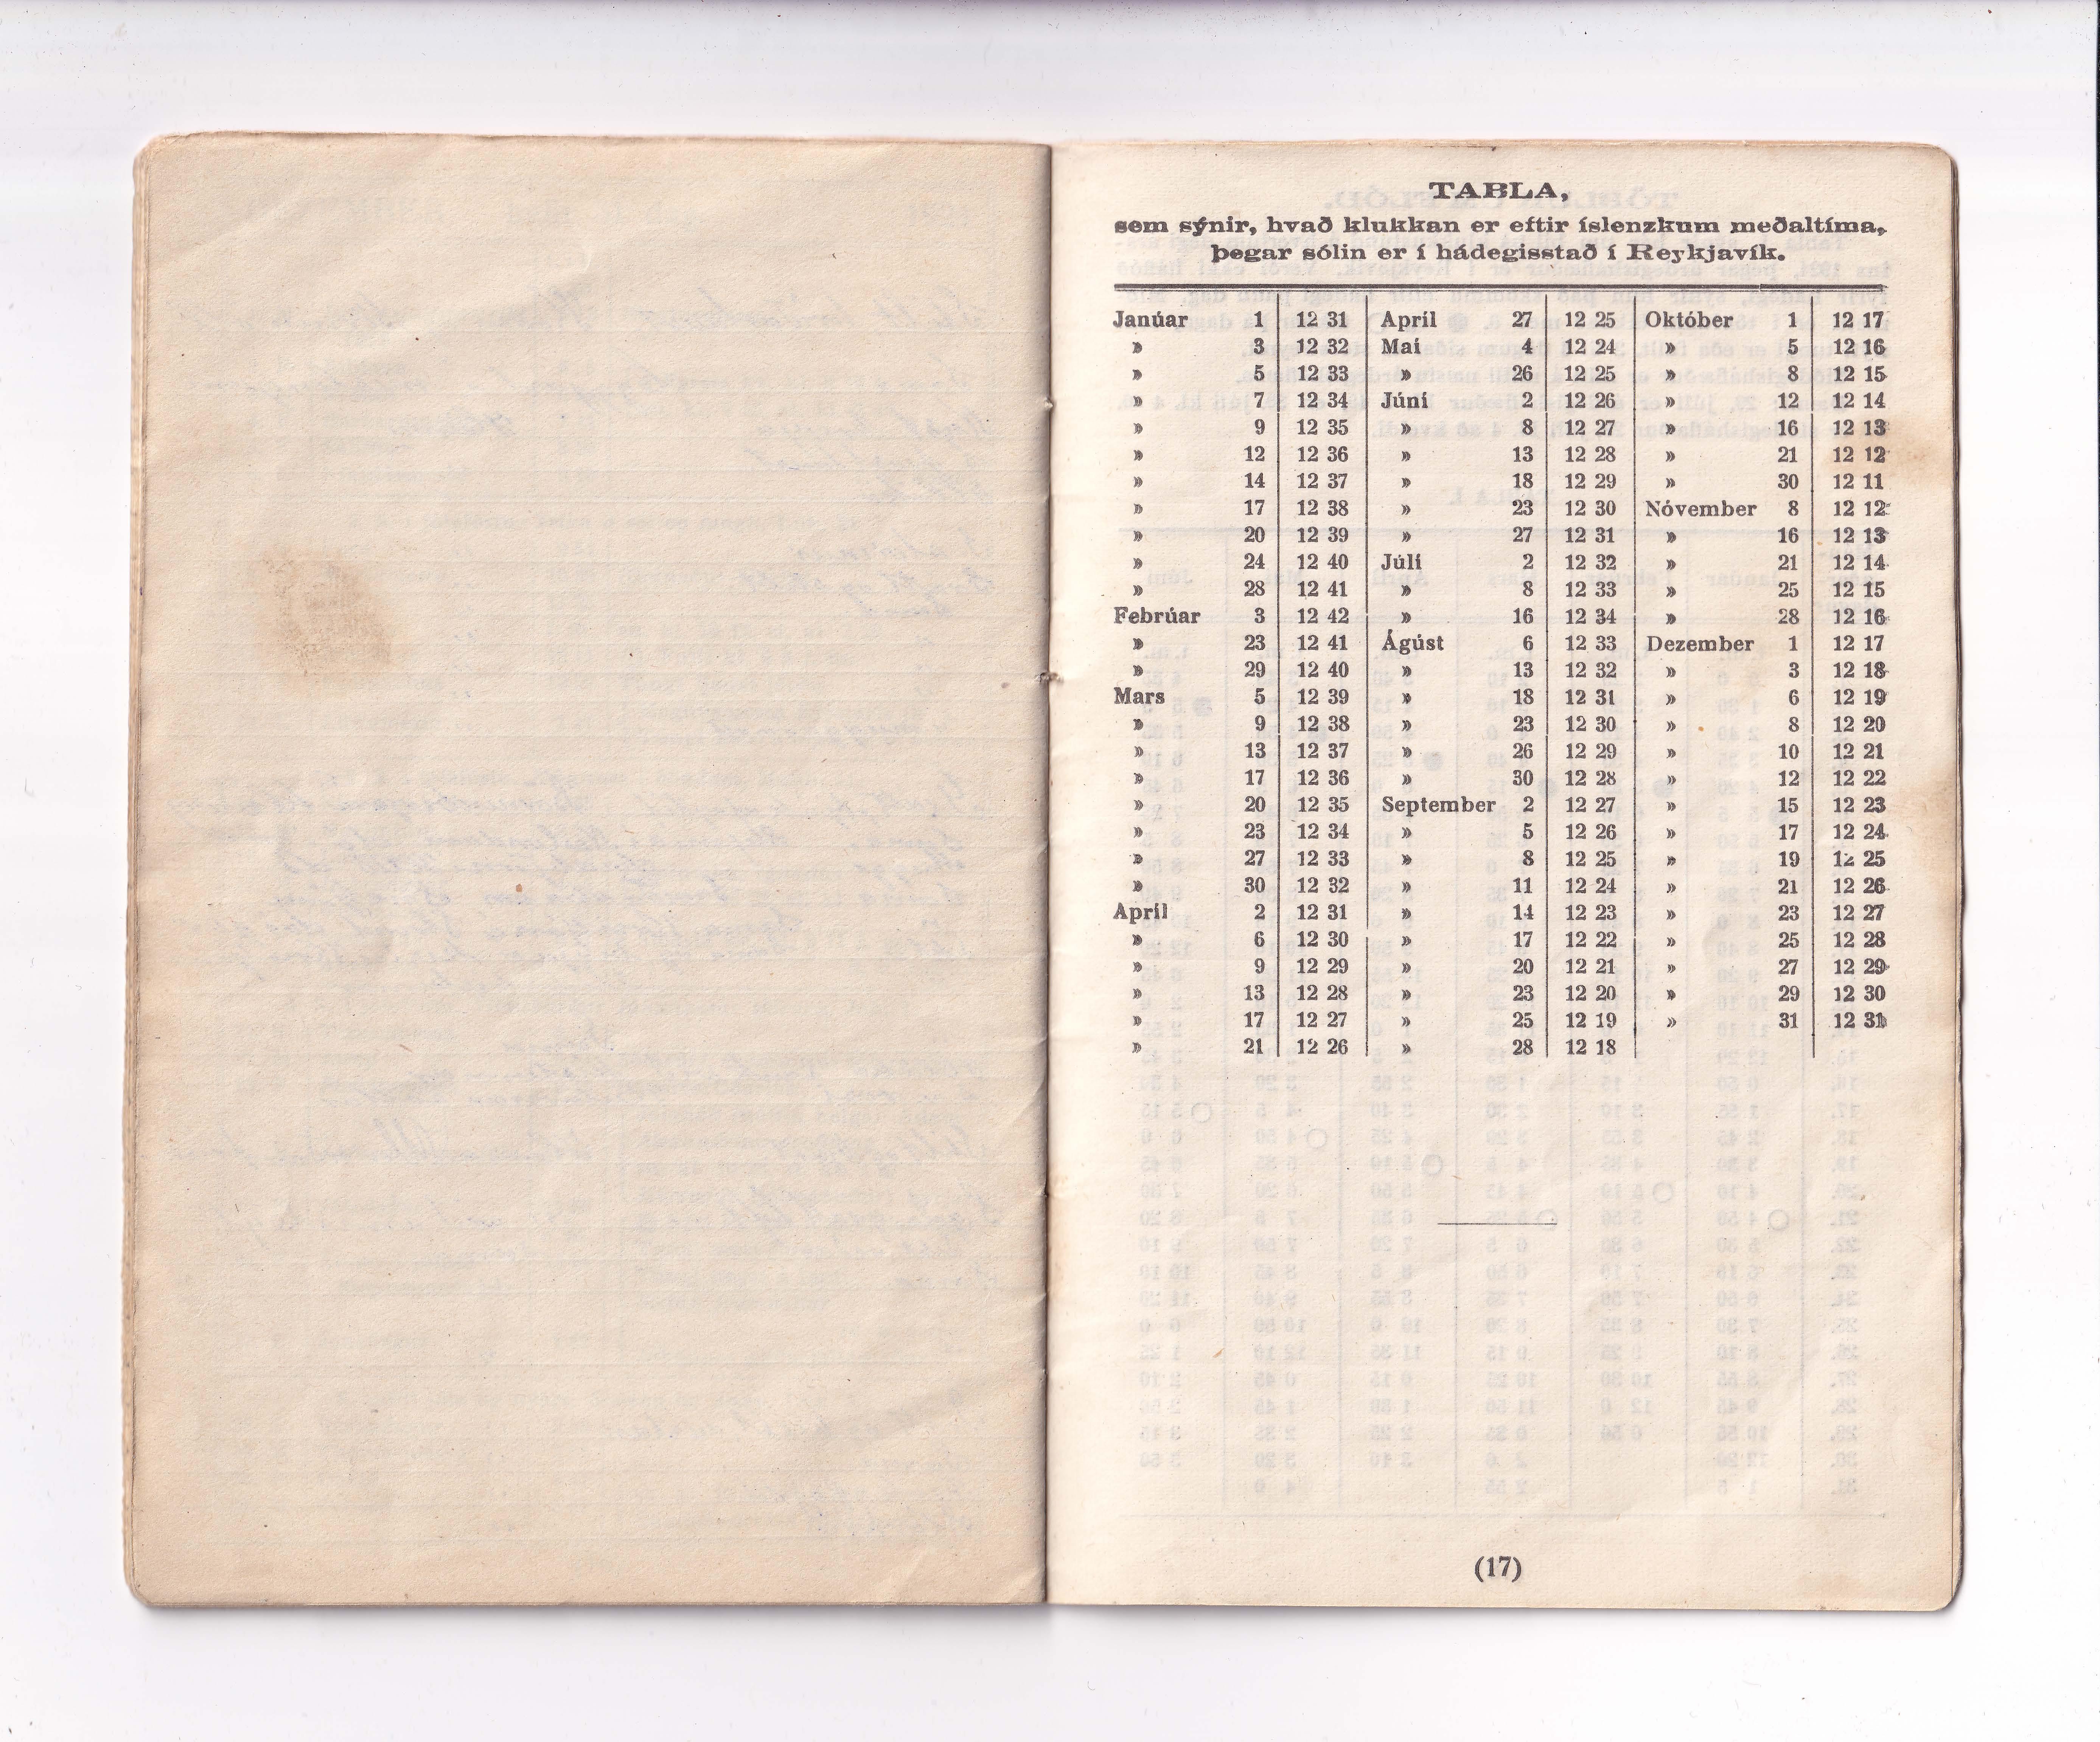 TABLA,
sem sýnir, hvað klukkan er eftir íslenzkum meðaltíma,
þegar sólin er í hádegisstað í Reykjavík.
Janúar 1 12 31 Apríl 27 12 25 Október 1 12 17
» 3 12 32 Mai 4 12 24 » 5 12 16
» 5 12 33 » 26 12 25 » 8 12 15
» 7 12 34 Júní 2 12 26 » 12 12 14
» 9 12 35 » 8 12 27 » 16 12 13
» 12 12 36 » 13 12 28 » 21 12 12
» 14 12 37 » 18 12 29 » 30 12 11
» 17 12 38 » 23 12 30 Nóvember 8 12 12
» 20 12 39 » 27 12 31 » 16 12 13
» 24 12 40 Júlí 2 12 32 » 21 12 14
» 28 12 41 » 8 12 33 » 25 12 15
Febrúar 3 12 42 » 16 12 34 » 28 12 16
» 23 12 41 Ágúst 6 12 33 Dezember 1 12 17
» 29 12 40 » 13 12 32 » 3 12 18
Mars 5 12 39 » 18 12 31 » 6 12 19
» 9 12 38 » 23 12 30 » 8 12 20
» 13 12 37 » 26 12 29 » 10 12 21
» 17 12 36 » 30 12 28 » 12 12 22
» 20 12 35 September 2 12 27 » 15 12 23
» 23 12 34 » 5 12 26 » 17 12 24
» 27 12 33 » 8 12 25 » 19 12 25
» 30 12 32 » 11 12 24 » 21 12 26
Apríl 2 12 31 » 14 12 23 » 23 12 27
» 6 12 30 » 17 12 22 » 25 12 28
» 9 12 29 » 20 12 21 » 27 12 29
» 13 12 28 » 23 12 20 » 29 12 30
» 17 12 27 » 25 12 19 » 31 12 31
» 21 12 26 » 28 12 18
(17)